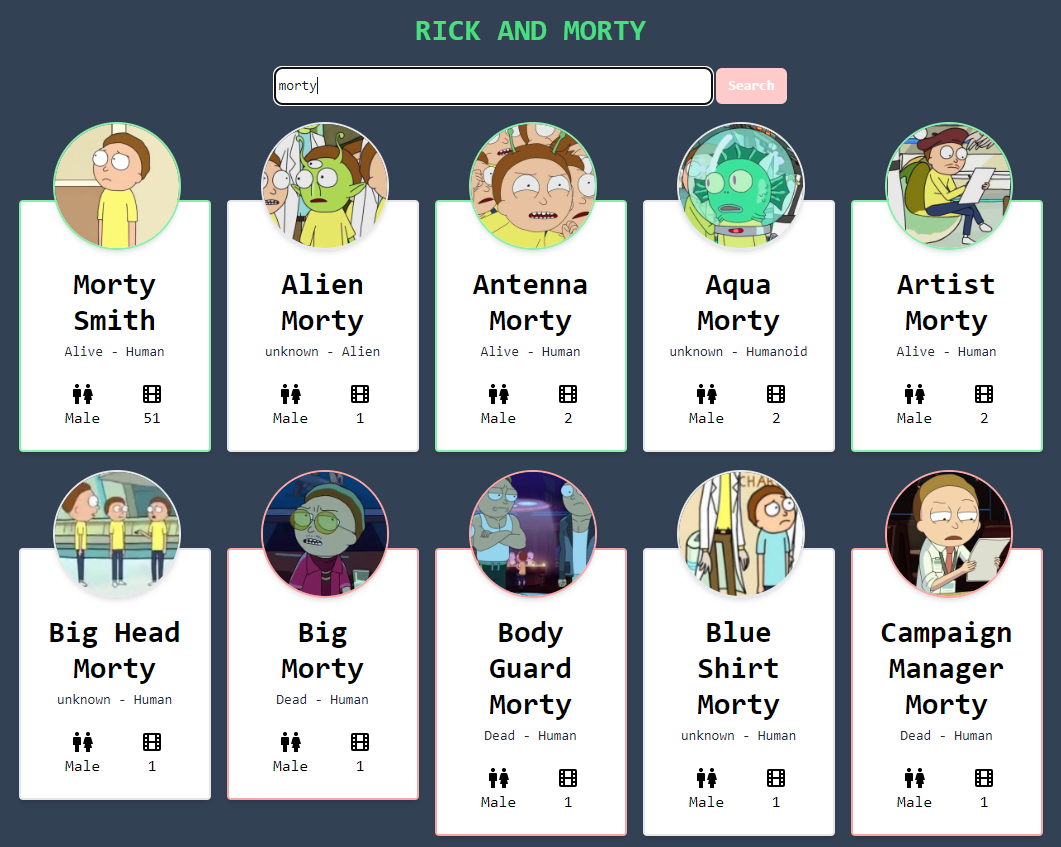 RICK AND MORTY
morty
Search
Morty
Smith
Alive - Human
Male 51
Alien
Morty
unknown - Alien
Male 1
Antenna
Morty
Alive - Human
Male 2
Aqua
Morty
unknown - Humanoid
Male 2
Artist
Morty
Alive - Human
Male 2
Big Head
Morty
unknown - Human
Male 1
Big
Morty
Dead - Human
Male 1
Body
Guard
Morty
Dead - Human
Male 1
CHAR
Blue
Shirt
Morty
unknown - Human
Male 1
Campaign
Manager
Morty
Dead - Human
Male 1